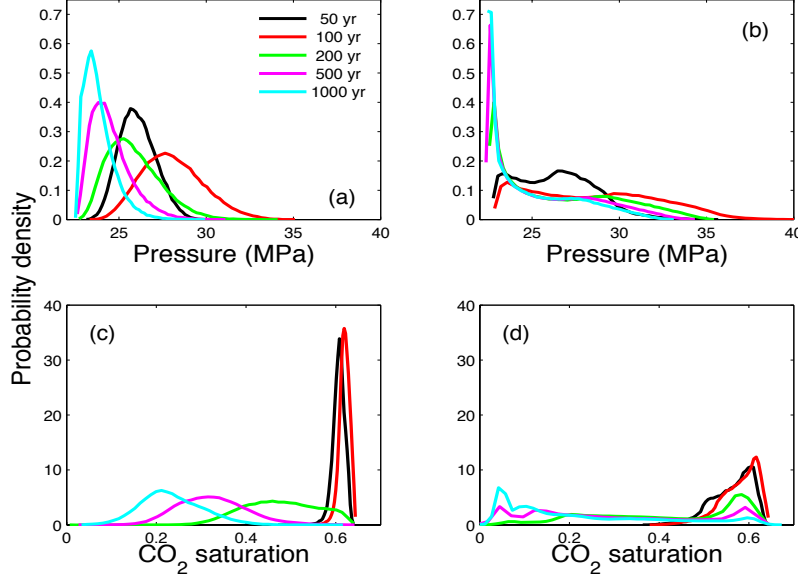 0.7
0.6
0.5
0.4
0.3
0.2
0.1
0
25 30 35 40
Pressure (MPa)
(a)
50 yr
100 yr
200 yr
500 yr
1000 yr
0.7
0.6
0.5
0.4
0.3
0.2
0.1
0
25 30 35 40
Pressure (MPa)
(b)
Probability density
40
30
20
10
0
0 0.2 0.4 0.6
CO2 saturation
(c)
40
30
20
10
0
0 0.2 0.4 0.6
CO2 saturation
(d)